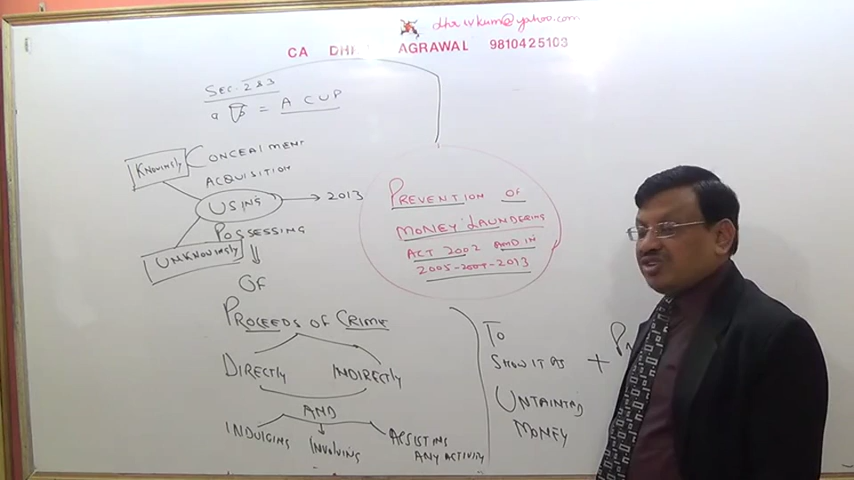 dhrivkum@yahoo.com
CA DH AGRAWAL 9810425103
SEC. 2 & 3
a = A CUP
KNOWINGLY
CONCEALMENT
ACQUISITION
USING → 2013
POSSESSING
UNKNOWINGLY
OF
PROCEEDS OF CRIME
DIRECTLY INDIRECTLY
AND
INDULGING INVOLVING ASSISTING
ANY ACTIVITY
PREVENTION OF
MONEY LAUNDERING
ACT 2002 AMD IN
2005-2009-2013
TO
SHOW IT AS +
UNTAINTED
MONEY